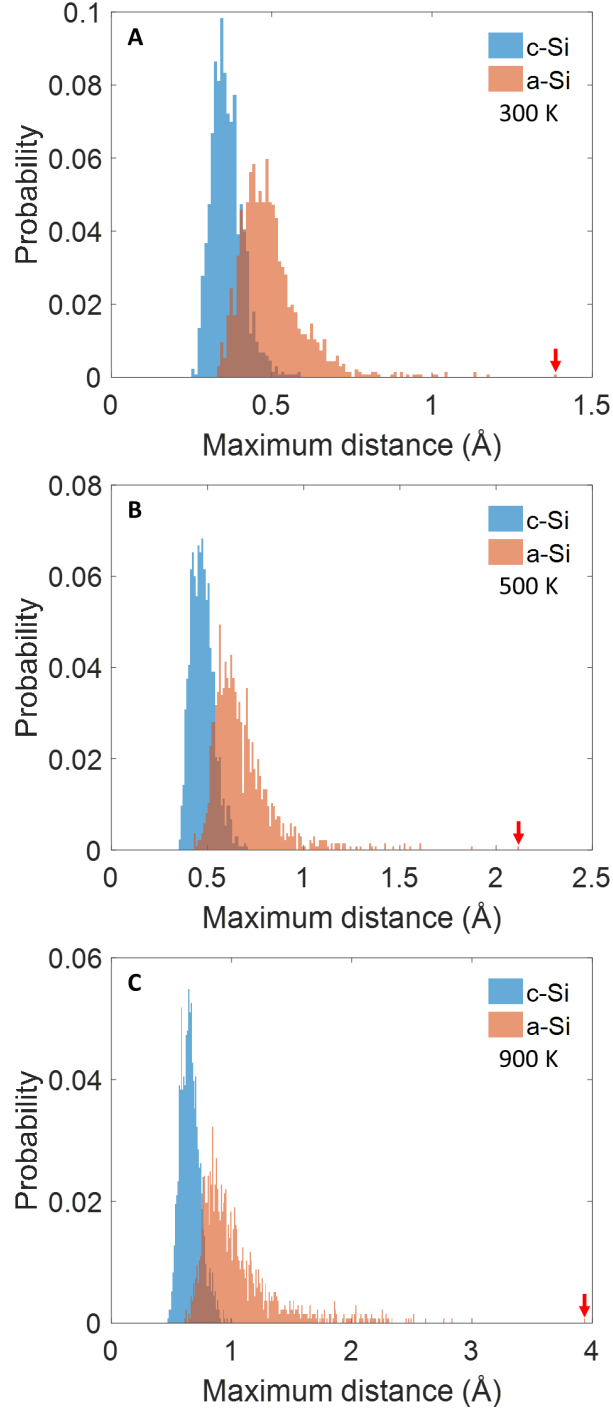 A
c-Si
a-Si
300 K
Probability
0.1
0.08
0.06
0.04
0.02
0
0 0.5 1 1.5
Maximum distance (Å)
B
c-Si
a-Si
500 K
Probability
0.08
0.06
0.04
0.02
0
0 0.5 1 1.5 2 2.5
Maximum distance (Å)
C
c-Si
a-Si
900 K
Probability
0.06
0.04
0.02
0
0 1 2 3 4
Maximum distance (Å)